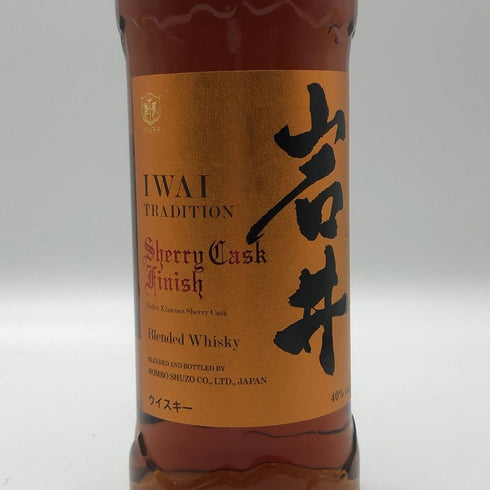 MARS
IWAI
TRADITION
Sherry Cask
Finish
Pedro Ximenez Sherry Cask
Blended Whisky
BLENDED AND BOTTLED BY
HOMBO SHUZO CO., LTD., JAPAN
ウイスキー
岩井
40%